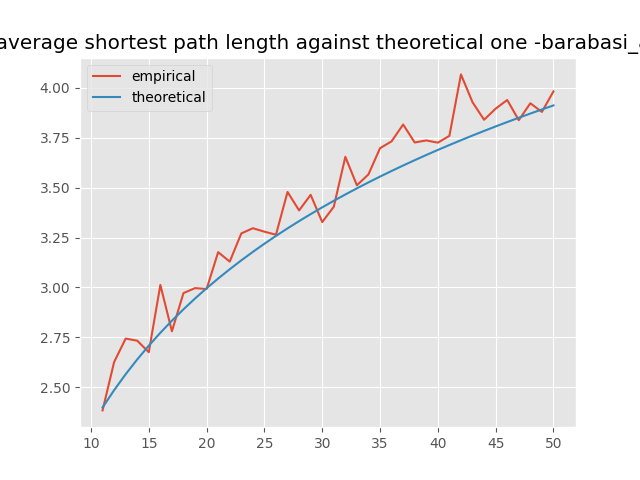 average shortest path length against theoretical one -barabasi_
empirical
theoretical
4.00
3.75
3.50
3.25
3.00
2.75
2.50
10 15 20 25 30 35 40 45 50